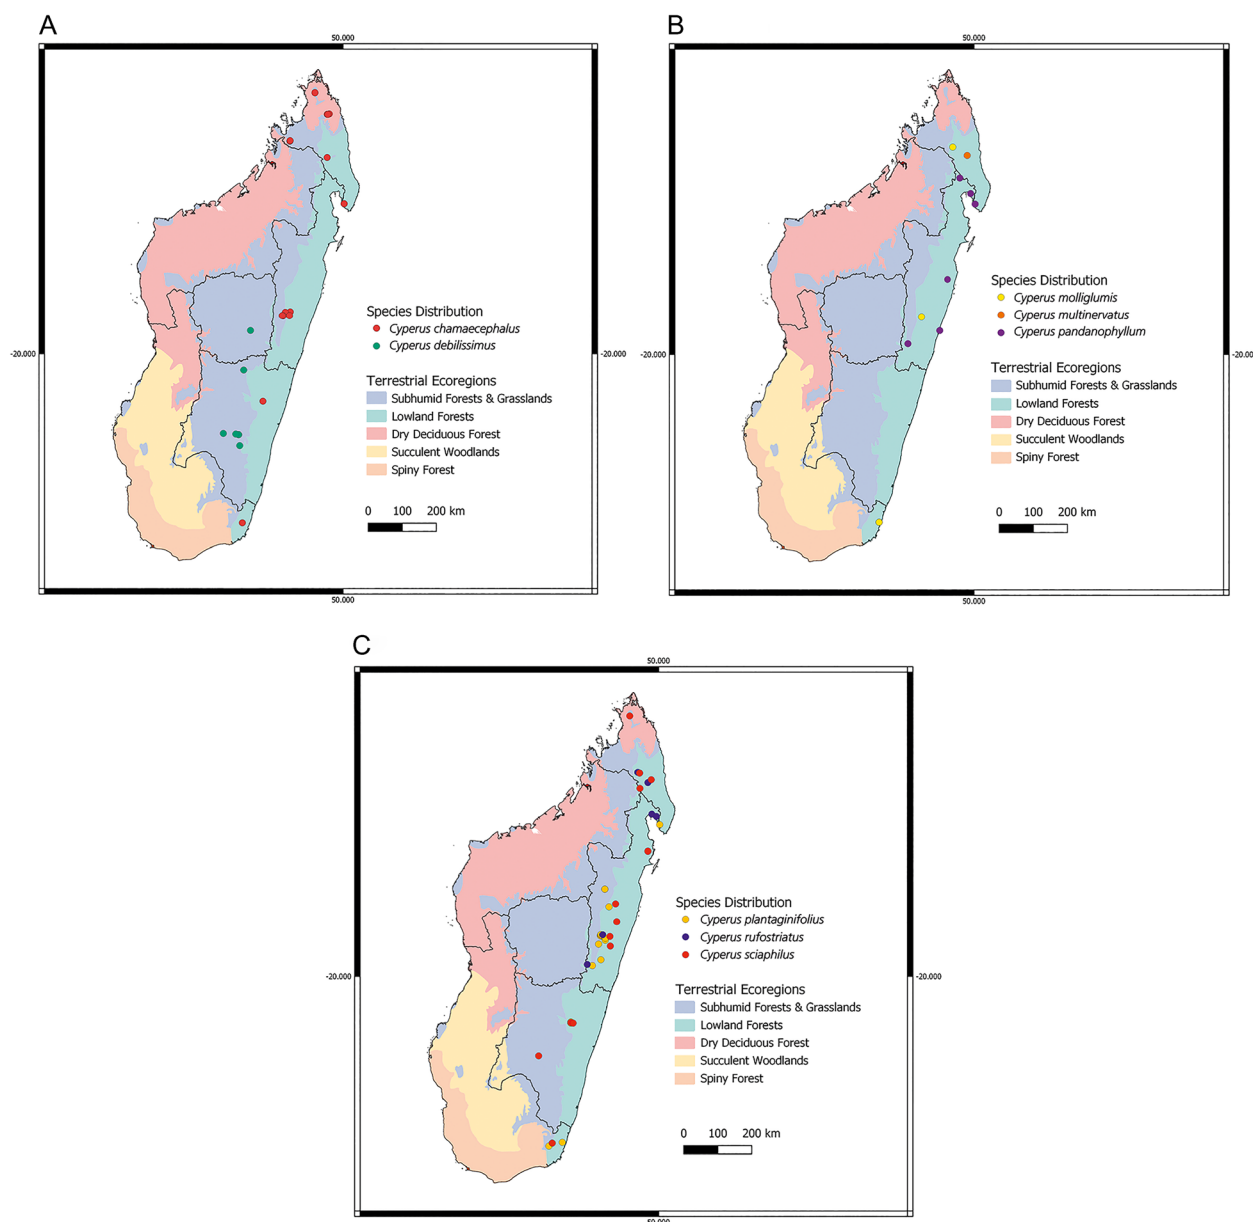 A
50.000
-20.000
-20.000
Species Distribution
Cyperus chamaecephalus
Cyperus debilissimus
Terrestrial Ecoregions
Subhumid Forests & Grasslands
Lowland Forests
Dry Deciduous Forest
Succulent Woodlands
Spiny Forest
0 100 200 km
50.000
B
50.000
-20.000
-20.000
Species Distribution
Cyperus molliglumis
Cyperus multinervatus
Cyperus pandanophyllum
Terrestrial Ecoregions
Subhumid Forests & Grasslands
Lowland Forests
Dry Deciduous Forest
Succulent Woodlands
Spiny Forest
0 100 200 km
50.000
C
50.000
-20.000
-20.000
Species Distribution
Cyperus plantaginifolius
Cyperus rufostriatus
Cyperus sciaphilus
Terrestrial Ecoregions
Subhumid Forests & Grasslands
Lowland Forests
Dry Deciduous Forest
Succulent Woodlands
Spiny Forest
0 100 200 km
50.000